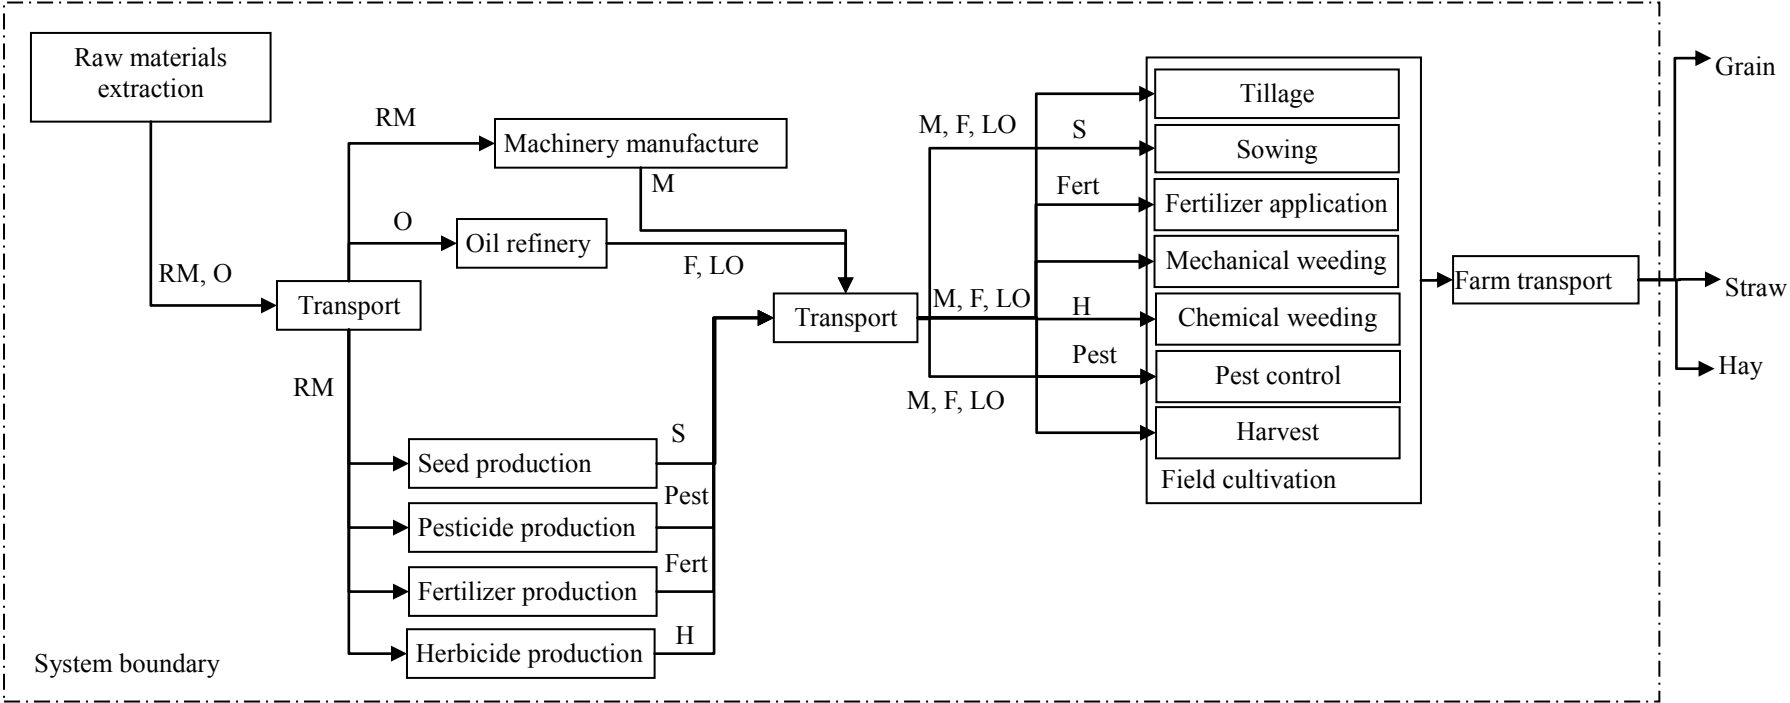 Raw materials
extraction
RM, O
Transport
RM
Machinery manufacture
M
O
Oil refinery
F, LO
RM
Seed production
S
Pesticide production
Pest
Fertilizer production
Fert
Herbicide production
H
Transport
M, F, LO
M, F, LO
M, F, LO
S
Fert
H
Pest
Tillage
Sowing
Fertilizer application
Mechanical weeding
Chemical weeding
Pest control
Harvest
Field cultivation
Farm transport
Grain
Straw
Hay
System boundary